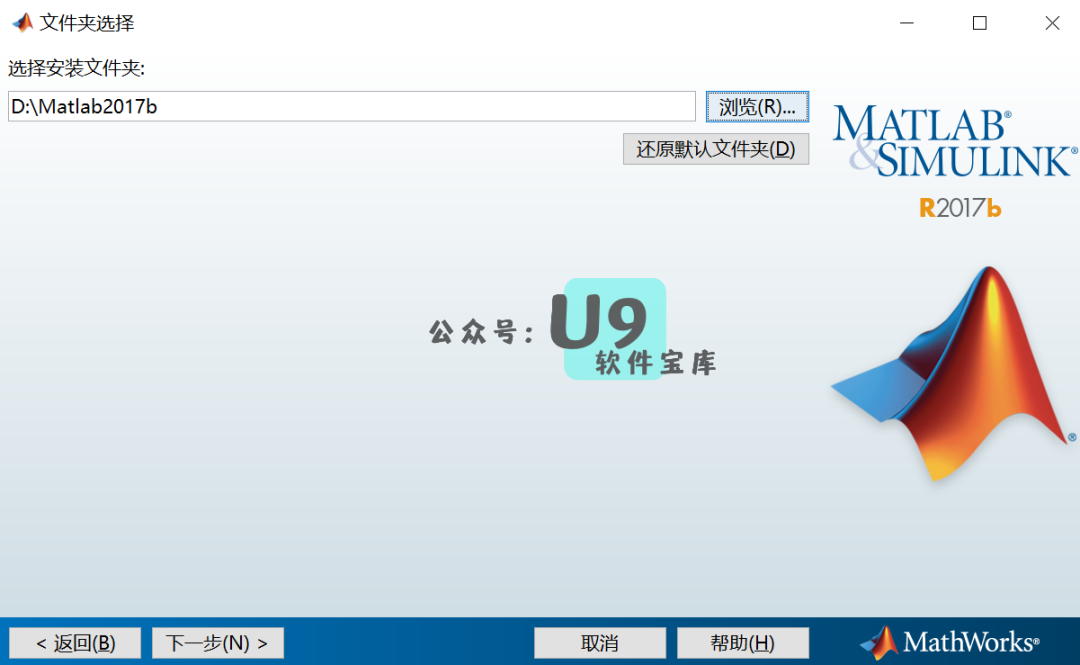 文件夹选择
选择安装文件夹:
D:\Matlab2017b
浏览(R)...
还原默认文件夹(D)
MATLAB®
&SIMULINK®
R2017b
公众号: U9
软件宝库
®
< 返回(B)
下一步(N) >
取消
帮助(H)
MathWorks®